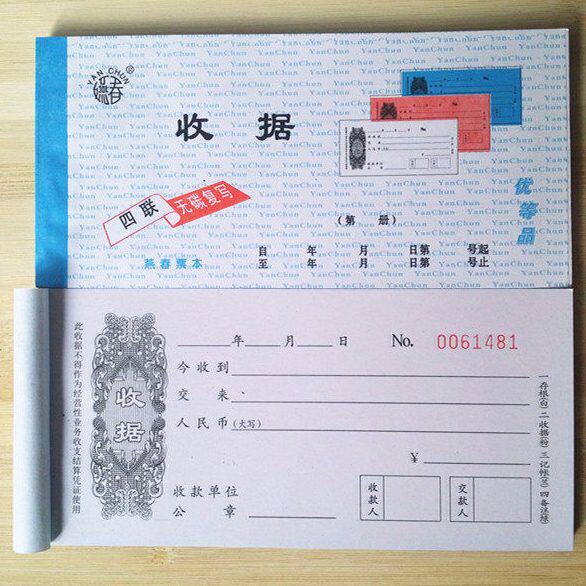 YAN CHUN
燕春
®
收 据
四 联
无碳复写
(第 册)
优等品
燕春票本
自 年 月 日第 号起
至 年 月 日第 号止
此收据不得作为经营性业务收支结算凭证使用
收据
年 月 日 No. 0061481
今收到
交 来
人民币(大写)
¥
收款单位
公 章
收款人
交款人
一存根(白) 二收据(粉) 三记帐(兰) 四备注(绿)